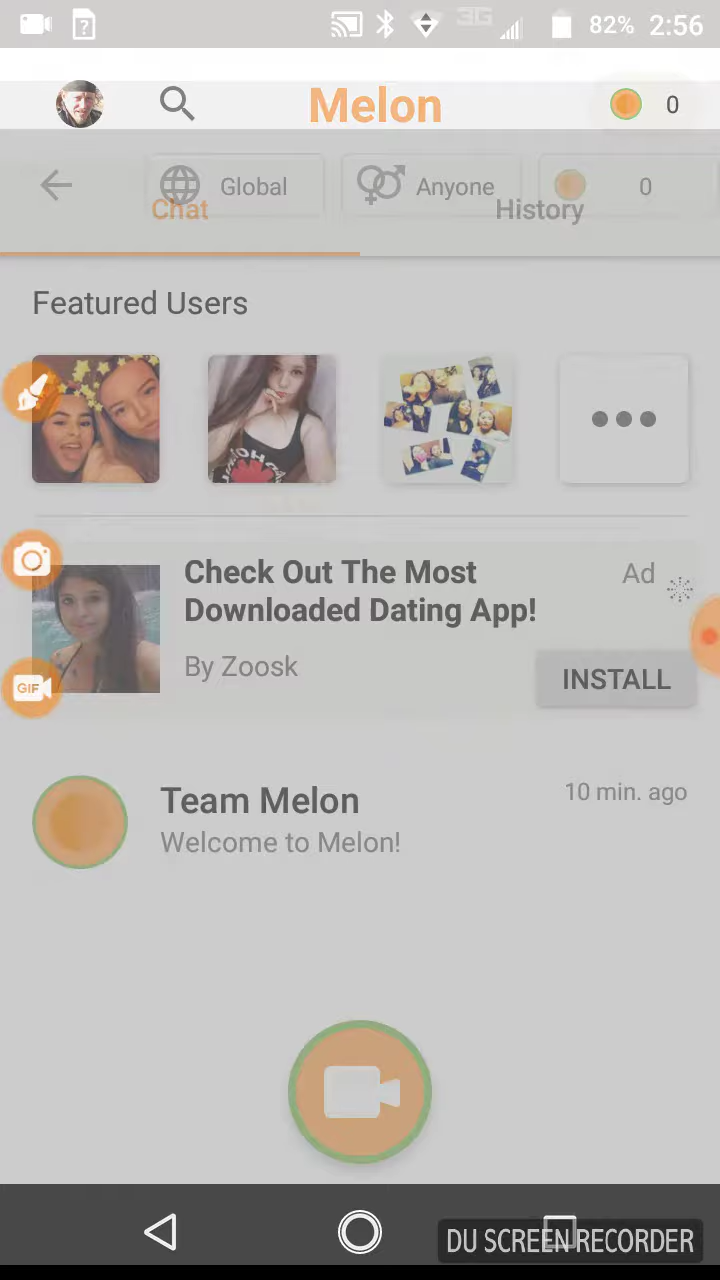 3G 82% 2:56
Melon 0
Global Anyone 0
Chat History
Featured Users
Check Out The Most Ad
Downloaded Dating App!
By Zoosk INSTALL
GIF
Team Melon 10 min. ago
Welcome to Melon!
DU SCREEN RECORDER